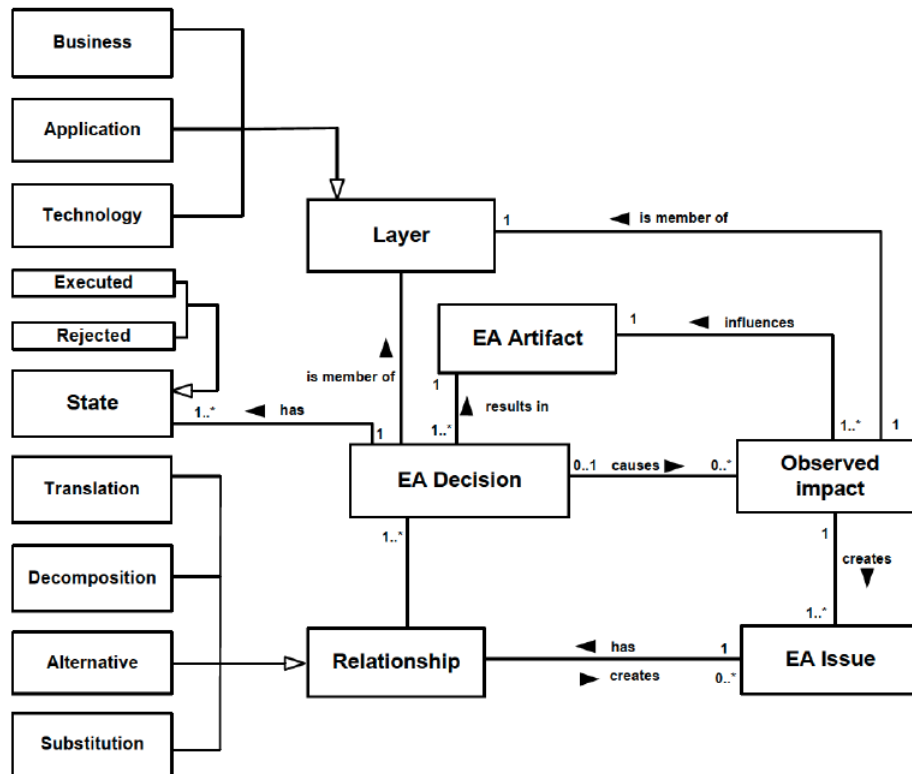 Business
Application
Technology
Layer
1
is member of
Executed
Rejected
EA Artifact
1
influences
State
is member of
1
results in
1..*
has
1
1..*
1..*
1
Translation
EA Decision
0..1
causes
0..*
Observed
impact
1..*
1
creates
Decomposition
1..*
Alternative
Relationship
has
1
EA Issue
creates
0..*
Substitution